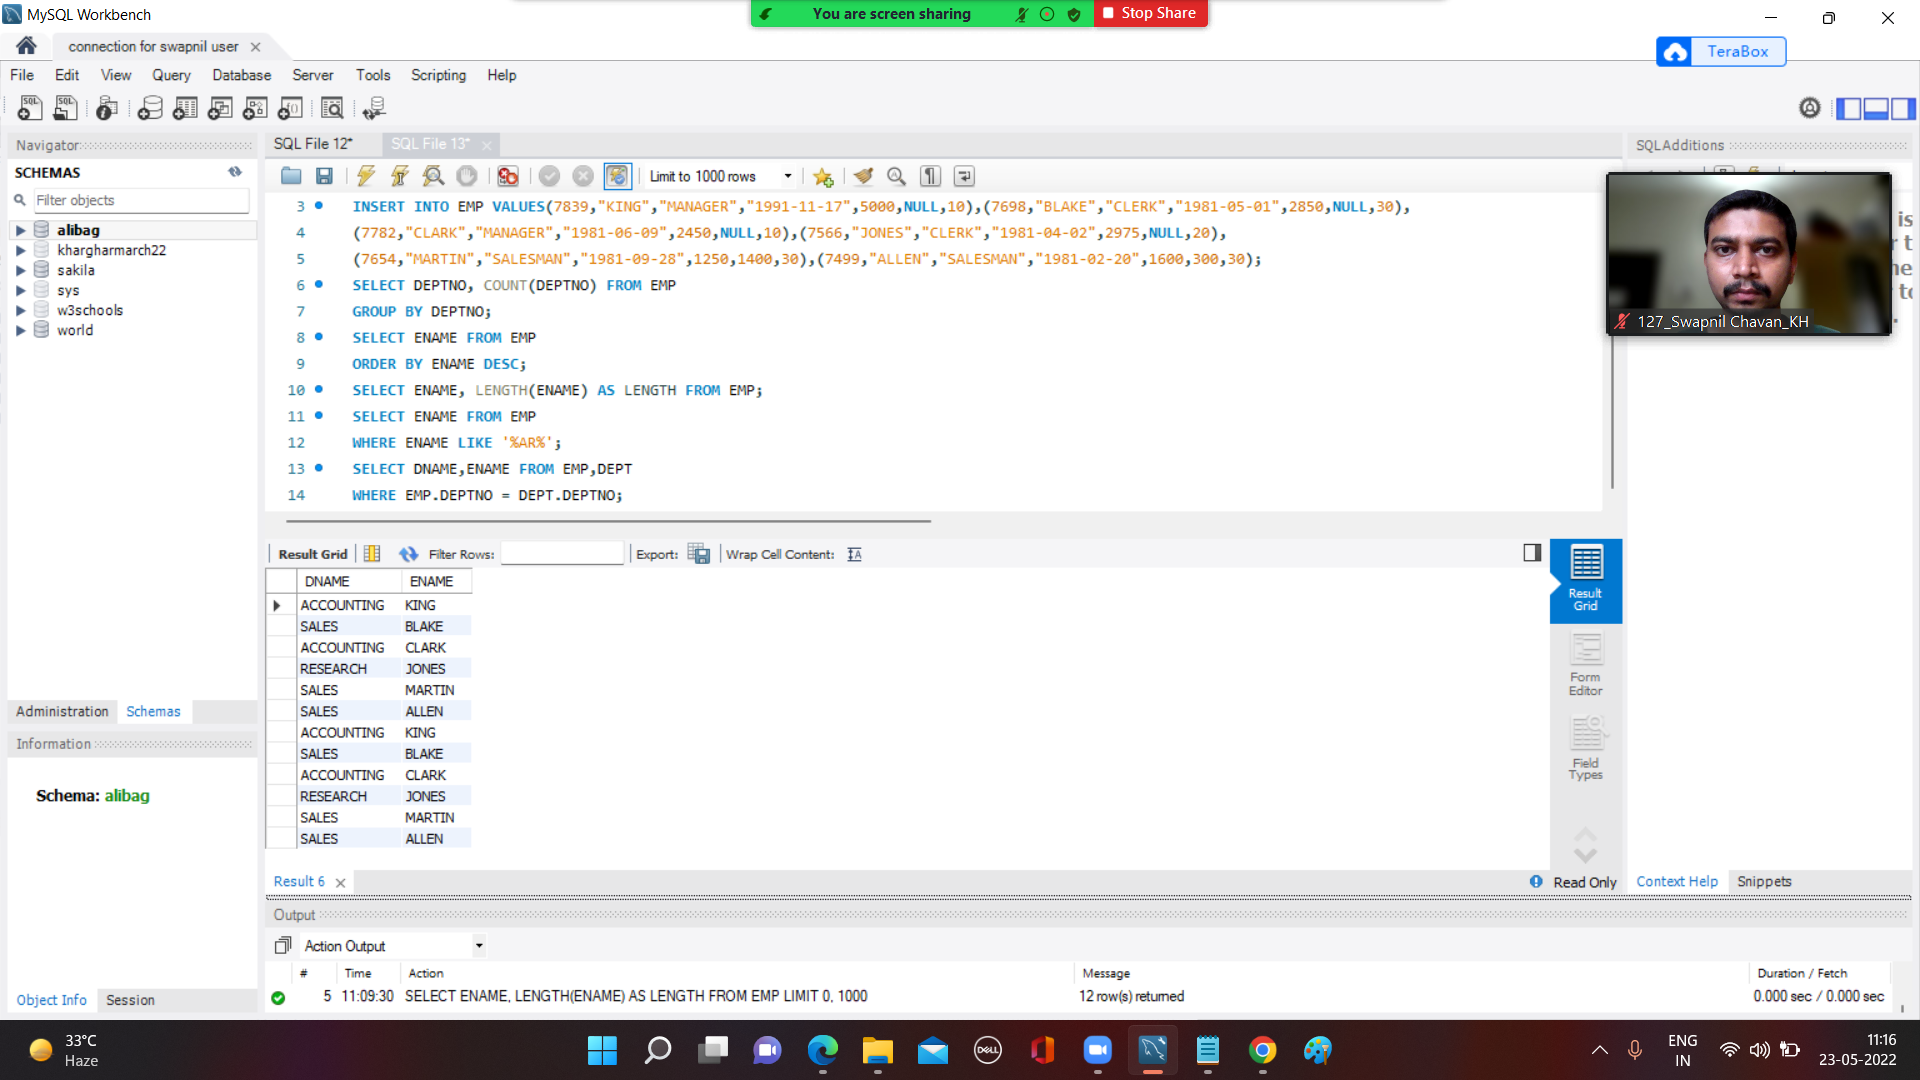 MySQL Workbench
You are screen sharing
Stop Share
connection for swapnil user
TeraBox
File Edit View Query Database Server Tools Scripting Help
Navigator
SCHEMAS
Filter objects
alibag
khargharmarch22
sakila
sys
w3schools
world
Administration Schemas
Information
Schema: alibag
Object Info Session
SQL File 12* SQL File 13*
Limit to 1000 rows
3 INSERT INTO EMP VALUES(7839,"KING","MANAGER","1991-11-17",5000,NULL,10),(7698,"BLAKE","CLERK","1981-05-01",2850,NULL,30),
4 (7782,"CLARK","MANAGER","1981-06-09",2450,NULL,10),(7566,"JONES","CLERK","1981-04-02",2975,NULL,20),
5 (7654,"MARTIN","SALESMAN","1981-09-28",1250,1400,30),(7499,"ALLEN","SALESMAN","1981-02-20",1600,300,30);
6 SELECT DEPTNO, COUNT(DEPTNO) FROM EMP
7 GROUP BY DEPTNO;
8 SELECT ENAME FROM EMP
9 ORDER BY ENAME DESC;
10 SELECT ENAME, LENGTH(ENAME) AS LENGTH FROM EMP;
11 SELECT ENAME FROM EMP
12 WHERE ENAME LIKE '%AR%';
13 SELECT DNAME,ENAME FROM EMP,DEPT
14 WHERE EMP.DEPTNO = DEPT.DEPTNO;
Result Grid Filter Rows: Export: Wrap Cell Content:
DNAME ENAME
ACCOUNTING KING
SALES BLAKE
ACCOUNTING CLARK
RESEARCH JONES
SALES MARTIN
SALES ALLEN
ACCOUNTING KING
SALES BLAKE
ACCOUNTING CLARK
RESEARCH JONES
SALES MARTIN
SALES ALLEN
Result Grid
Form Editor
Field Types
Result 6
Read Only
SQLAdditions
127_Swapnil Chavan_KH
Context Help Snippets
Output
Action Output
# Time Action Message Duration / Fetch
5 11:09:30 SELECT ENAME, LENGTH(ENAME) AS LENGTH FROM EMP LIMIT 0, 1000 12 row(s) returned 0.000 sec / 0.000 sec
33°C
Haze
DELL
ENG
IN
11:16
23-05-2022